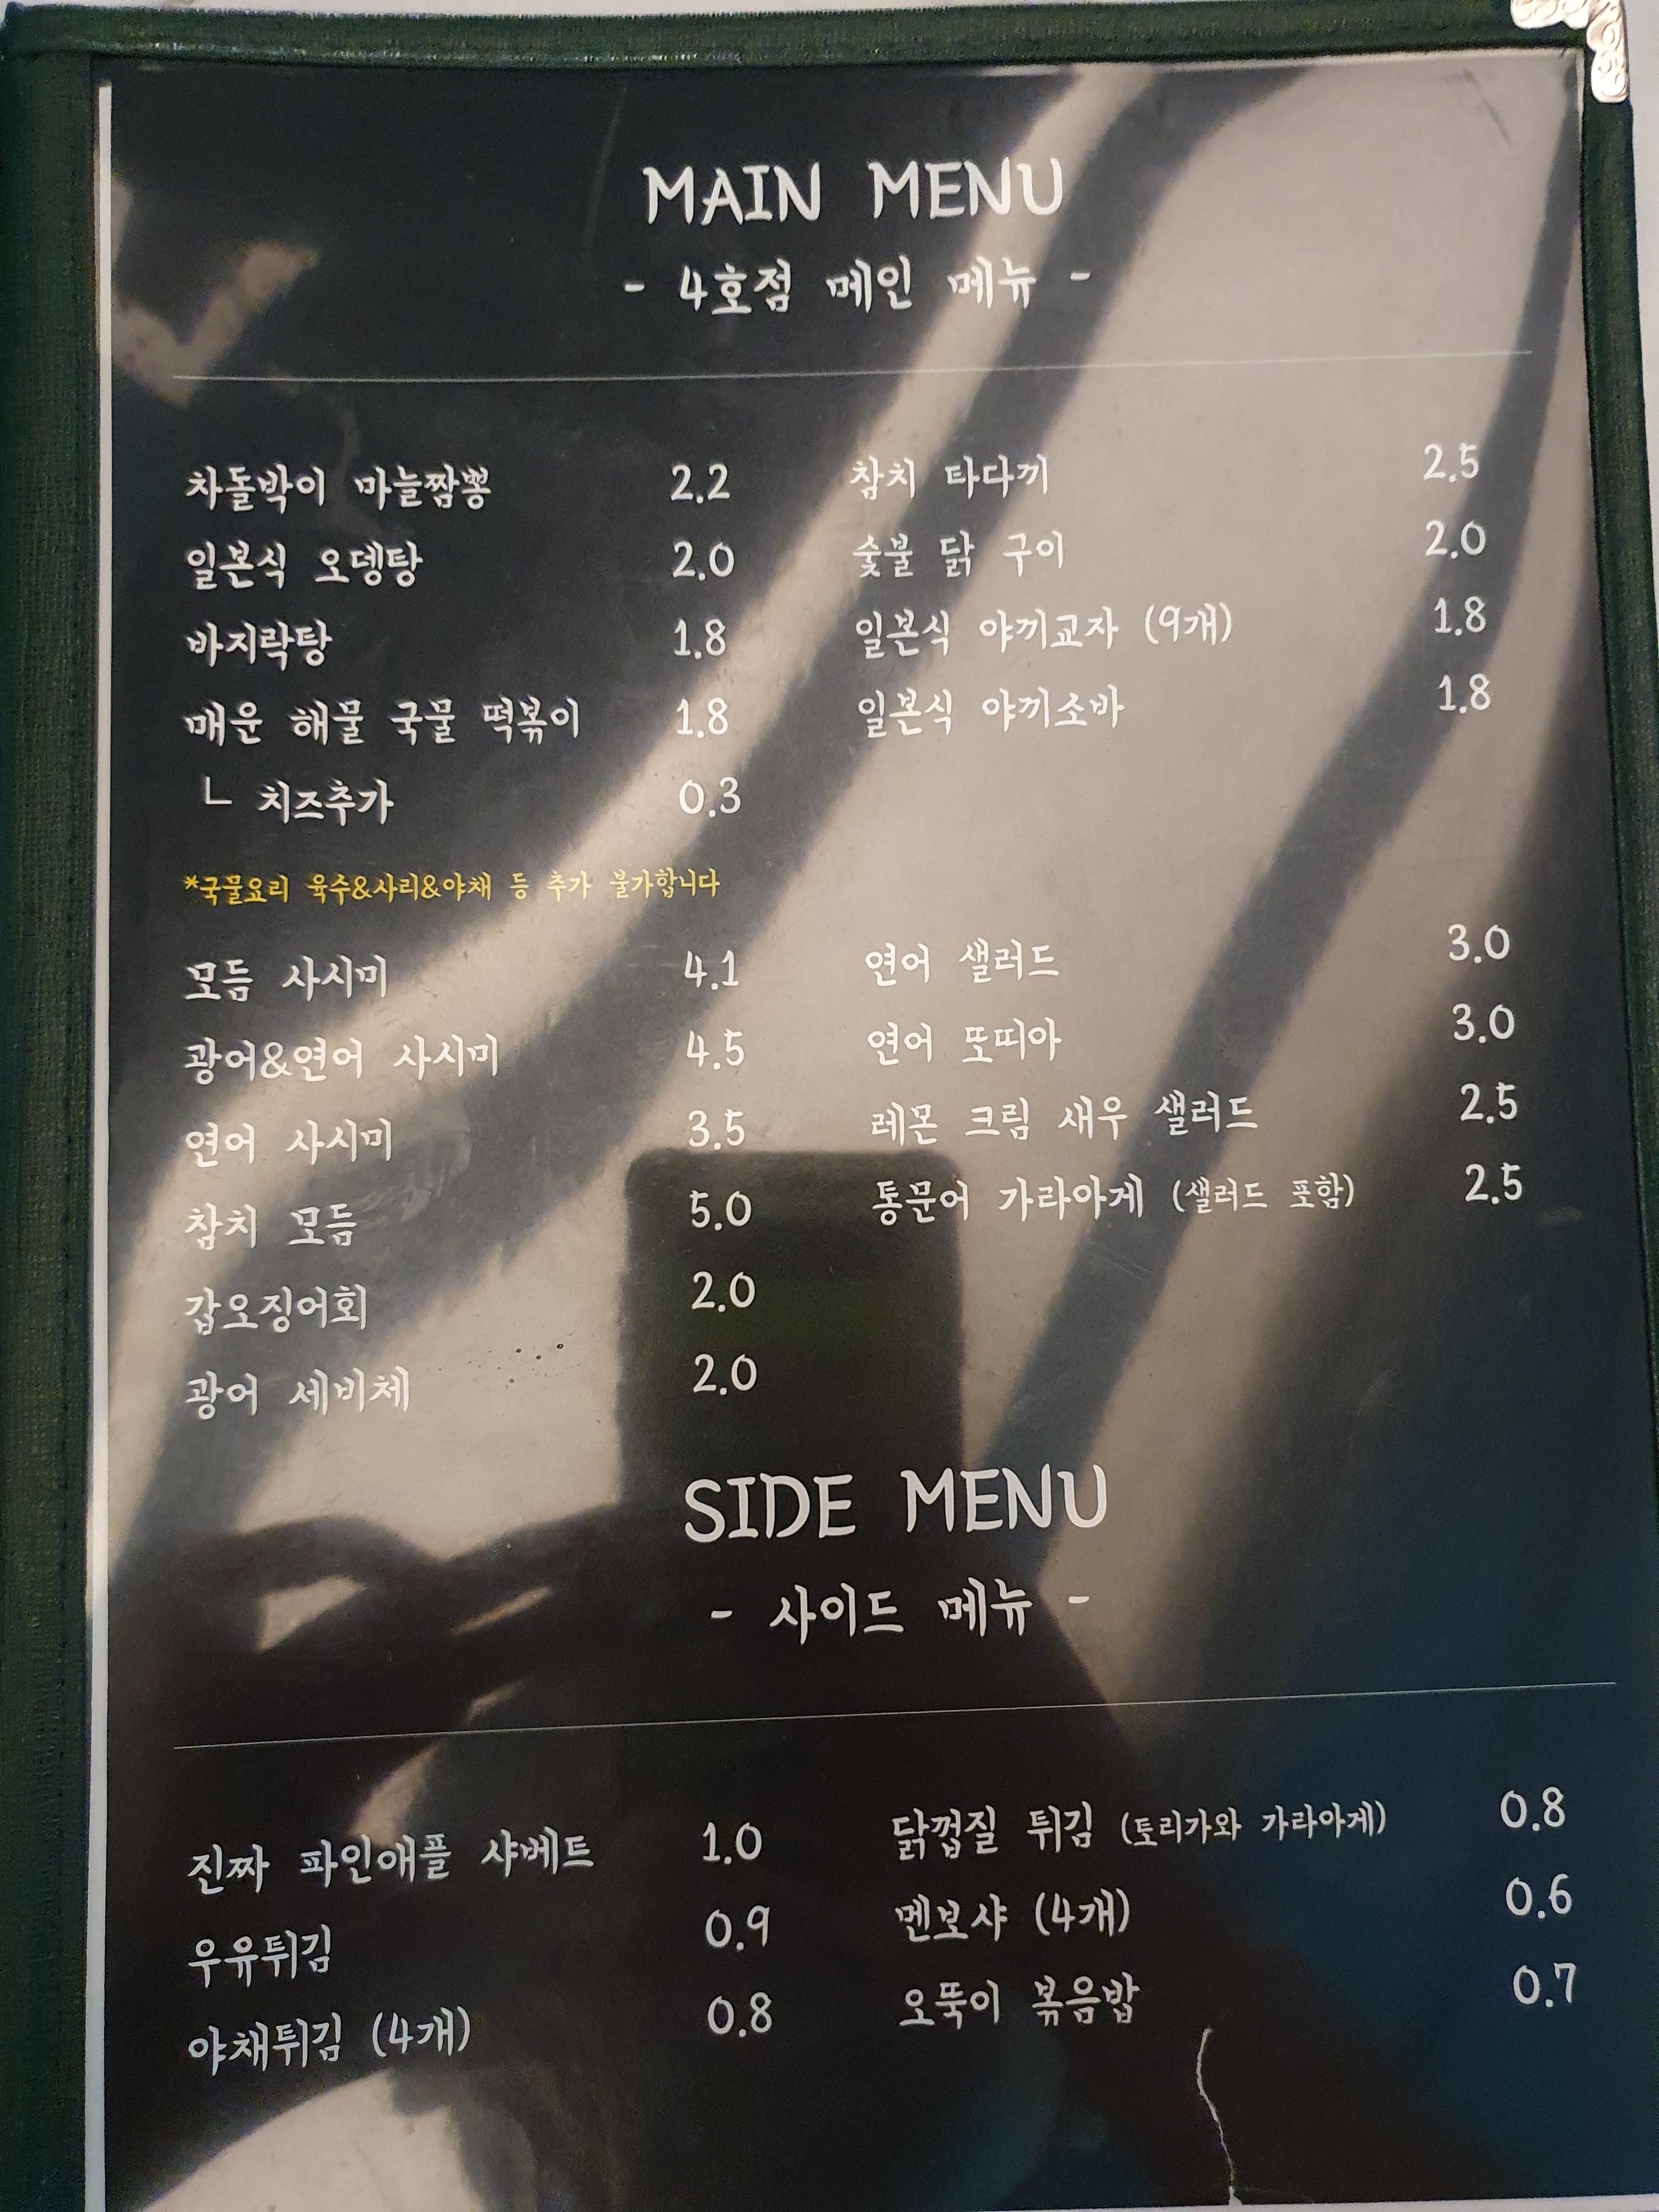 MAIN MENU
- 4호점 메인 메뉴 -
차돌박이 마늘짬뽕 2.2
일본식 오뎅탕 2.0
바지락탕 1.8
매운 해물 국물 떡볶이 1.8
ㄴ 치즈추가 0.3
참치 타다끼 2.5
숯불 닭 구이 2.0
일본식 야끼교자 (9개) 1.8
일본식 야끼소바 1.8
*국물요리 육수&사리&야채 등 추가 불가합니다
모듬 사시미 4.1
광어&연어 사시미 4.5
연어 사시미 3.5
참치 모듬 5.0
갑오징어회 2.0
광어 세비체 2.0
연어 샐러드 3.0
연어 또띠아 3.0
레몬 크림 새우 샐러드 2.5
통문어 가라아게 (샐러드 포함) 2.5
SIDE MENU
- 사이드 메뉴 -
진짜 파인애플 샤베트 1.0
우유튀김 0.9
야채튀김 (4개) 0.8
닭껍질 튀김 (토리가와 가라아게) 0.8
멘보샤 (4개) 0.6
오뚝이 볶음밥 0.7